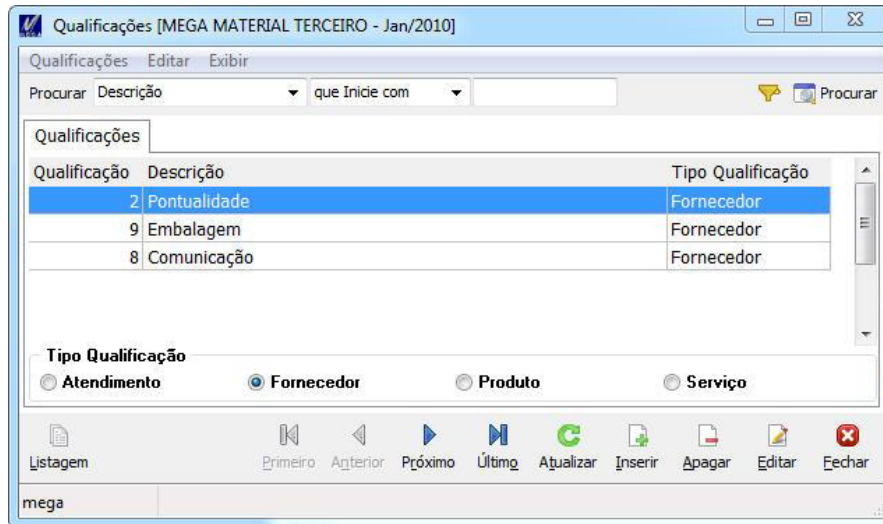 Qualificações [MEGA MATERIAL TERCEIRO - Jan/2010]
Qualificações Editar Exibir
Procurar Descrição que Inicie com Procurar
Qualificações
Qualificação Descrição Tipo Qualificação
2 Pontualidade Fornecedor
9 Embalagem Fornecedor
8 Comunicação Fornecedor
Tipo Qualificação
Atendimento Fornecedor Produto Serviço
Listagem Primeiro Anterior Próximo Último Atualizar Inserir Apagar Editar Fechar
mega